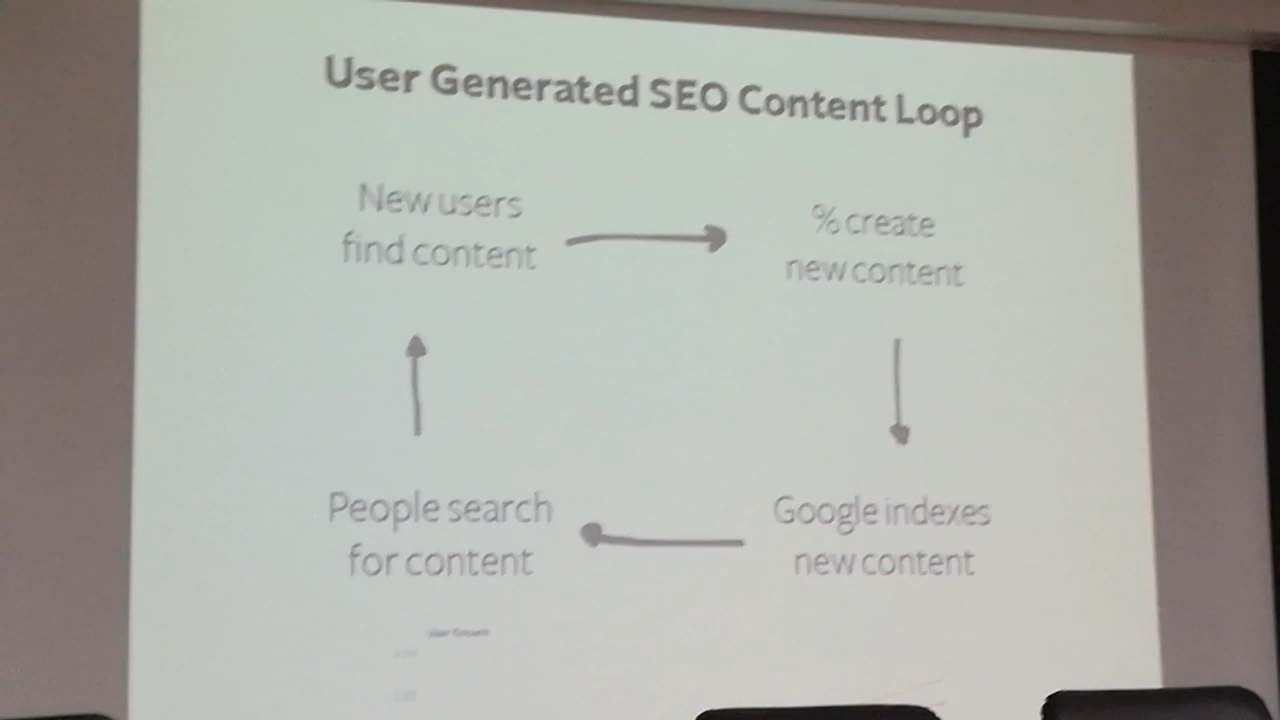 User Generated SEO Content Loop
New users
find content
% create
new content
People search
for content
Google indexes
new content